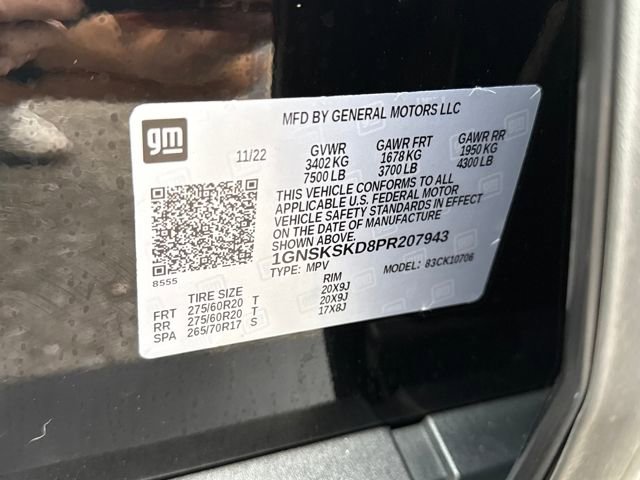 MFD BY GENERAL MOTORS LLC
gm
11/22
GVWR GAWR FRT GAWR RR
3402 KG 1678 KG 1950 KG
7500 LB 3700 LB 4300 LB
THIS VEHICLE CONFORMS TO ALL
APPLICABLE U.S. FEDERAL MOTOR
VEHICLE SAFETY STANDARDS IN EFFECT
ON THE DATE OF MANUFACTURE
1GNSKSKD8PR207943
TYPE: MPV MODEL: 83CK10706
8555
TIRE SIZE RIM
FRT 275/60R20 T 20X9J
RR 275/60R20 T 20X9J
SPA 265/70R17 S 17X8J